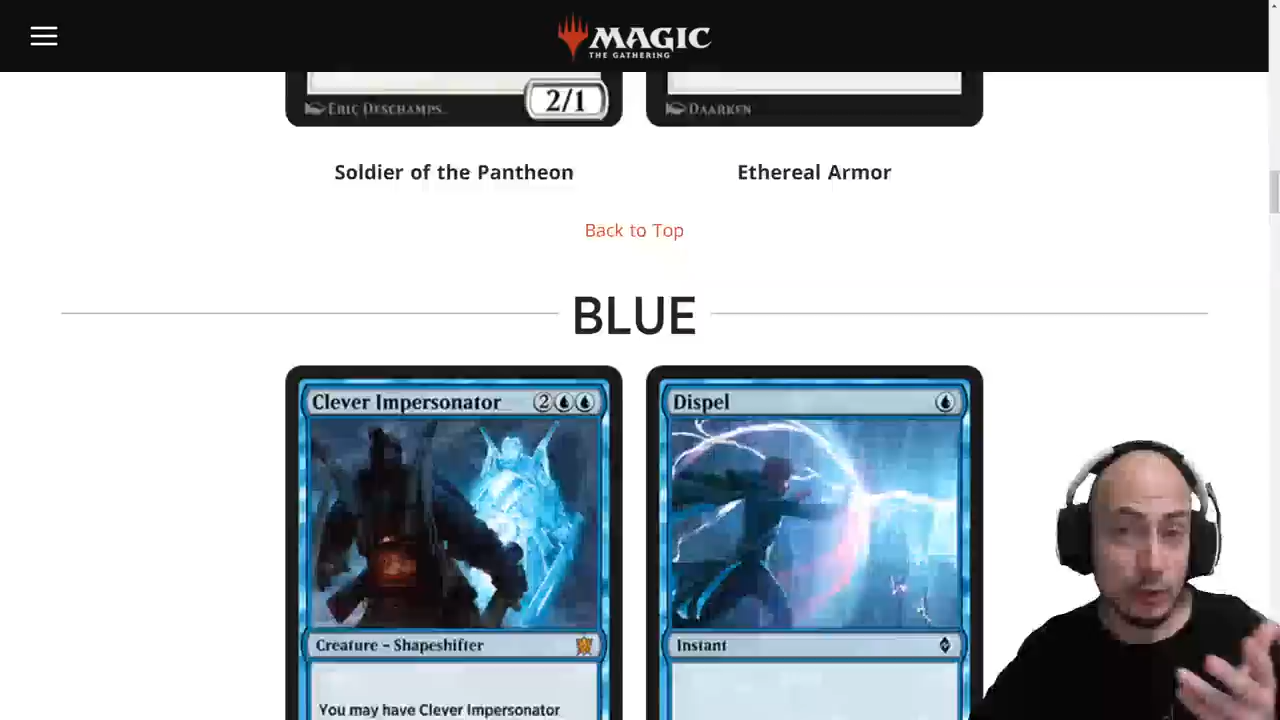 MAGIC
THE GATHERING
ERIC DESCHAMPS
2/1
DAARKEN
Soldier of the Pantheon
Ethereal Armor
Back to Top
BLUE
Clever Impersonator 2
Dispel
Creature – Shapeshifter
Instant
You may have Clever Impersonator